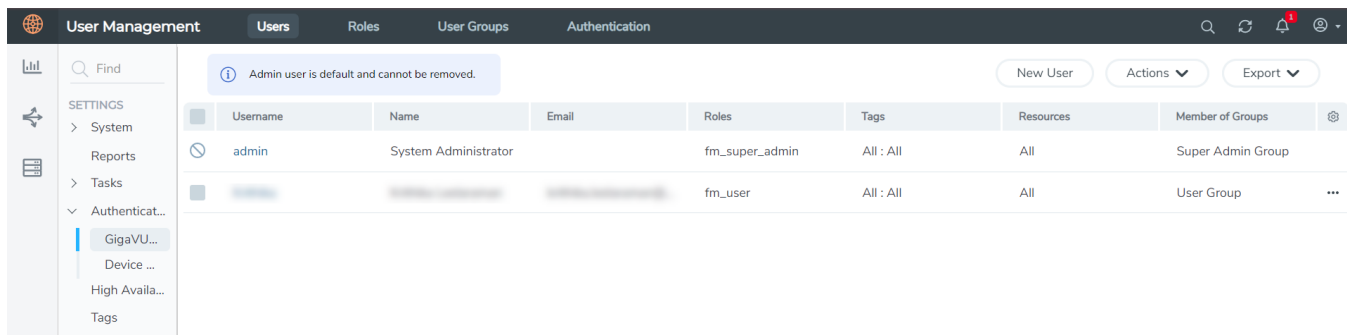 User Management Users Roles User Groups Authentication 1
Find
Admin user is default and cannot be removed. New User Actions Export
SETTINGS
System
Reports
Tasks
Authenticat...
GigaVU...
Device ...
High Availa...
Tags
Username Name Email Roles Tags Resources Member of Groups
admin System Administrator fm_super_admin All : All All Super Admin Group
fm_user All : All All User Group